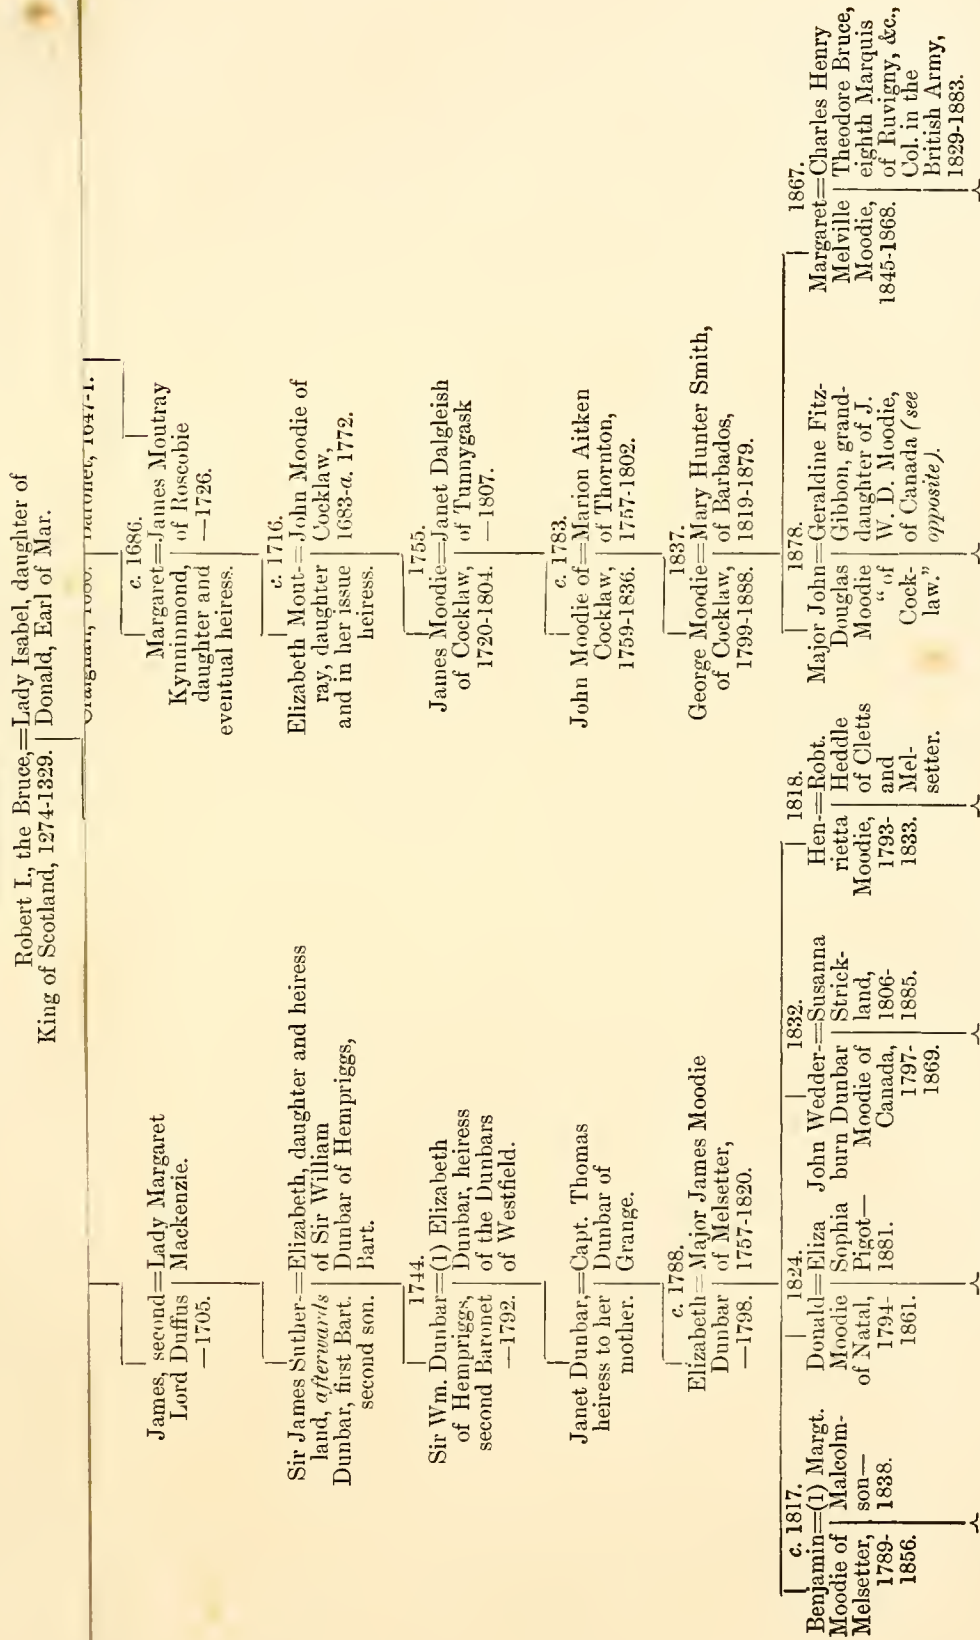 Robert I., the Bruce,=Lady Isabel, daughter of
King of Scotland, 1274-1329. Donald, Earl of Mar.
Baronet, 1647-1.
James, second=Lady Margaret
Lord Duffus Mackenzie.
—1705.
Sir James Suther-=Elizabeth, daughter and heiress
land, afterwards of Sir William
Dunbar, first Bart. Dunbar of Hempriggs,
second son. Bart.
1744.
Sir Wm. Dunbar=(1) Elizabeth
of Hempriggs, Dunbar, heiress
second Baronet of the Dunbars
—1792. of Westfield.
Janet Dunbar,=Capt. Thomas
heiress to her Dunbar of
mother. Grange.
c. 1788.
Elizabeth=Major James Moodie
Dunbar of Melsetter,
—1798. 1757-1820.
c. 1686.
Margaret=James Moutray
Kynninmond, of Roscobie
daughter and —1726.
eventual heiress.
c. 1716.
Elizabeth Mout-=John Moodie of
ray, daughter Cocklaw,
and in her issue 1683-a. 1772.
heiress.
1755.
James Moodie=Janet Dalgleish
of Cocklaw, of Tunnygask
1720-1804. —1807.
c. 1783.
John Moodie of=Marion Aitken
Cocklaw, of Thornton,
1759-1836. 1757-1802.
1837.
George Moodie=Mary Hunter Smith,
of Cocklaw, of Barbados,
1799-1888. 1819-1879.
c. 1817.
Benjamin=(1) Margt.
Moodie of Malcolm-
Melsetter, son—
1789- 1838.
1856.
1824.
Donald=Eliza
Moodie Sophia
of Natal, Pigot—
1794- 1881.
1861.
1832.
John Wedder-=Susanna
burn Dunbar Strick-
Moodie of land,
Canada, 1806-
1797- 1885.
1869.
1818.
Hen-=Robt.
rietta Heddle
Moodie, of Cletts
1793- and
1833. Mel-
setter.
1878.
Major John=Geraldine Fitz-
Douglas Gibbon, grand-
Moodie daughter of J.
"of W. D. Moodie,
Cock- of Canada (see
law." opposite).
1867.
Margaret=Charles Henry
Melville Theodore Bruce,
Moodie, eighth Marquis
1845-1868. of Ruvigny, &c.,
Col. in the
British Army,
1829-1883.